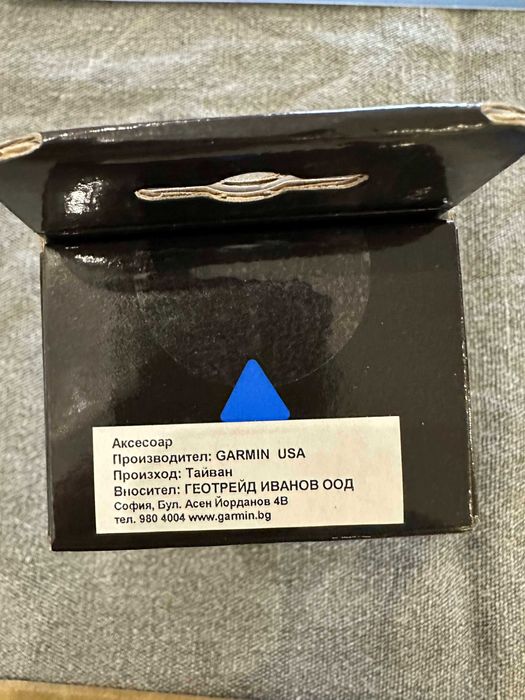 Аксесоар
Производител: GARMIN USA
Произход: Тайван
Вносител: ГЕОТРЕЙД ИВАНОВ ООД
София, Бул. Асен Йорданов 4В
тел. 980 4004 www.garmin.bg